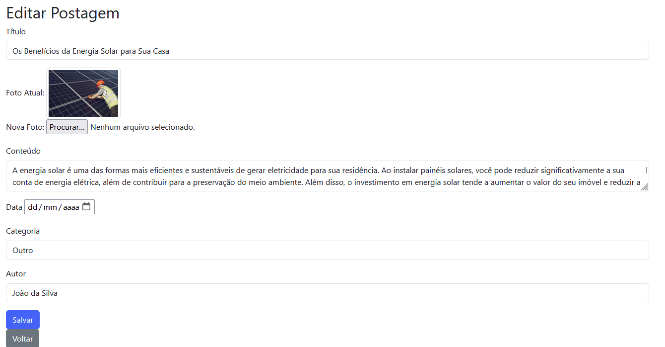 Editar Postagem
Título
Os Benelícios da Energia Solar para Sua Casa
Foto Atual:
Nova Foto: Procurar... Nenhum arquivo selecionado.
Conteúdo
A energia solar é uma das formas mais eficientes e sustentáveis de gerar eletricidade para sua residência. Ao instalar painéis solares, você pode reduzir significativamente a sua
conta de energia elétrica, além de contribuir para a preservação do meio ambiente. Além disso, o investimento em energia solar tende a aumentar o valor do seu imóvel e reduzir a
Data dd/mm/aaaa
Categoria
Outro
Autor
João da Silva
Salvar
Voltar